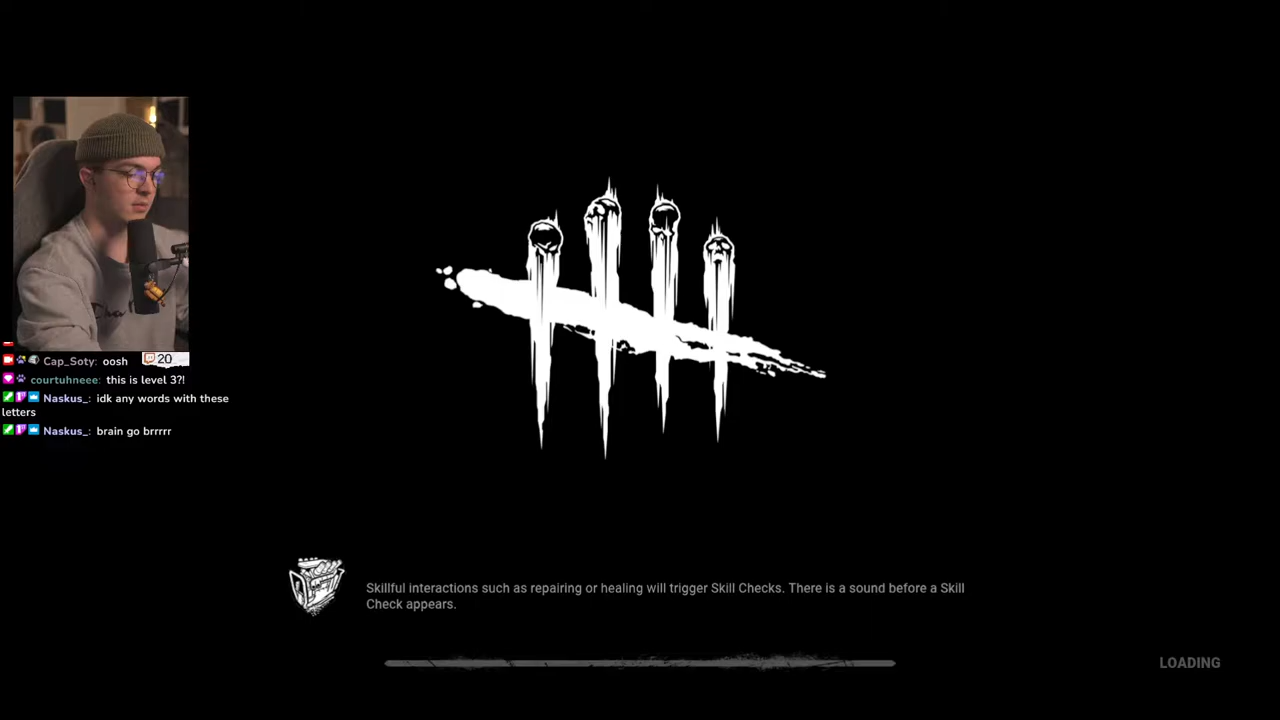 Cap_Soty: oosh
20
courtuhneee: this is level 3?!
Naskus_: idk any words with these
letters
Naskus_: brain go brrrrr
Skillful interactions such as repairing or healing will trigger Skill Checks. There is a sound before a Skill
Check appears.
LOADING